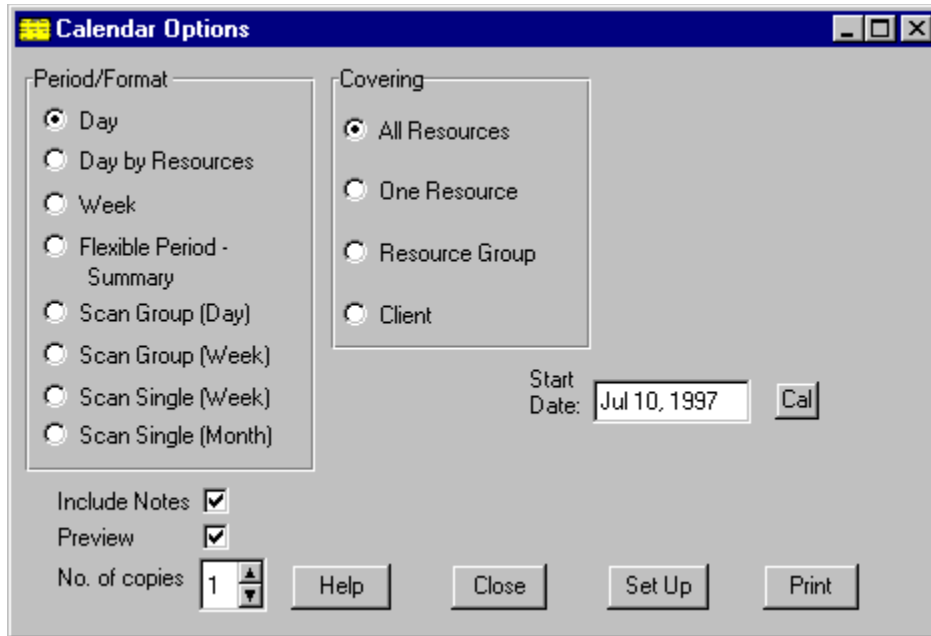 Calendar Options
Period/Format
Day
Day by Resources
Week
Flexible Period -
Summary
Scan Group (Day)
Scan Group (Week)
Scan Single (Week)
Scan Single (Month)
Covering
All Resources
One Resource
Resource Group
Client
Start
Date: Jul 10, 1997 Cal
Include Notes
Preview
No. of copies 1 Help Close Set Up Print